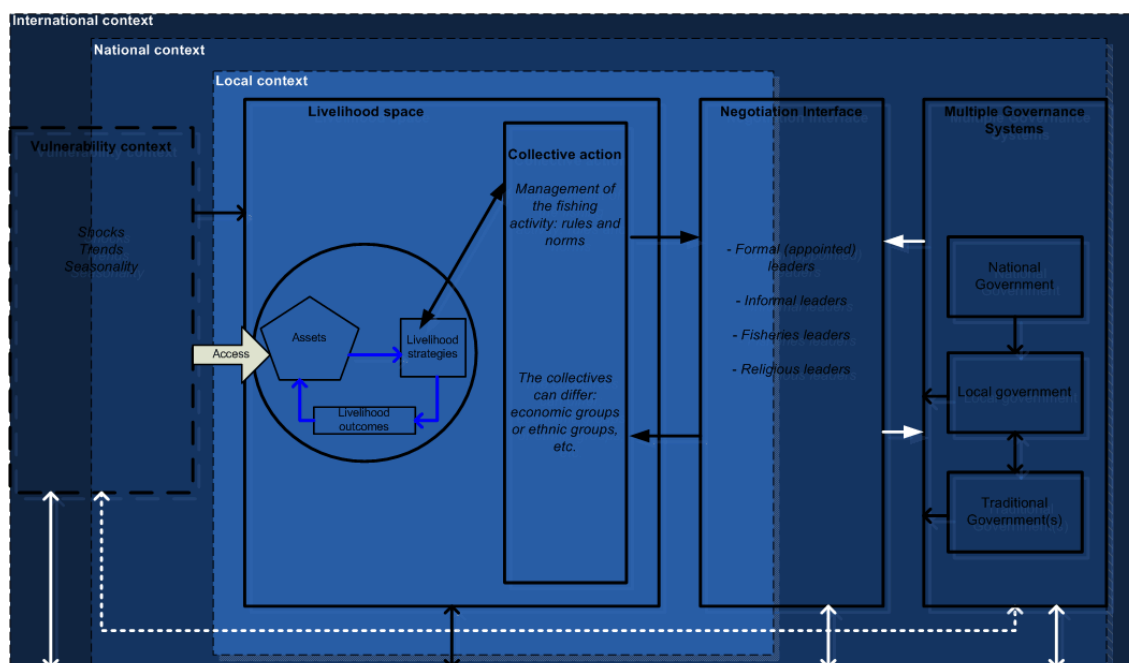 International context
National context
Local context
Livelihood space
Negotiation Interface
Multiple Governance
Systems
Vulnerability context
Shocks
Trends
Seasonality
Collective action
Management of
the fishing
activity: rules and
norms
- Formal (appointed)
leaders
- Informal leaders
- Fisheries leaders
- Religious leaders
National
Government
Access
Assets
Livelihood
strategies
Livelihood
outcomes
The collectives
can differ:
economic groups
or ethnic groups,
etc.
Local government
Traditional
Government(s)